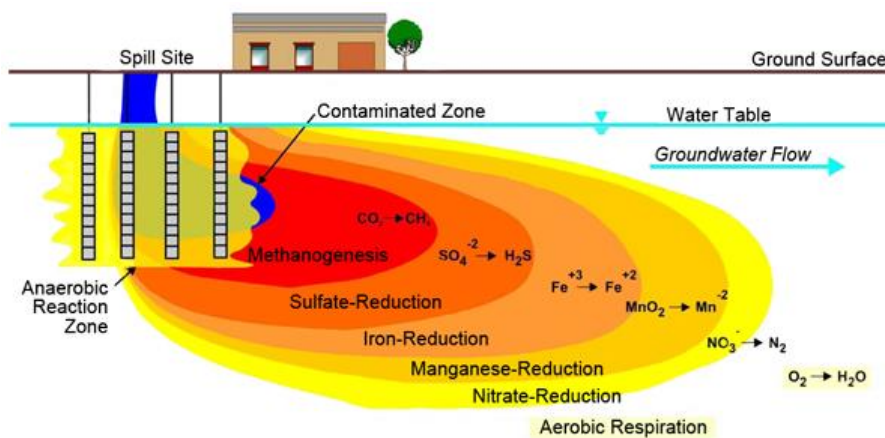 Spill Site
Ground Surface
Contaminated Zone
Water Table
Groundwater Flow
CO₂ → CH₄
Methanogenesis
SO₄⁻² → H₂S
Anaerobic
Reaction
Zone
Fe⁺³ → Fe⁺²
Sulfate-Reduction
MnO₂ → Mn⁻²
Iron-Reduction
NO₃⁻ → N₂
Manganese-Reduction
O₂ → H₂O
Nitrate-Reduction
Aerobic Respiration